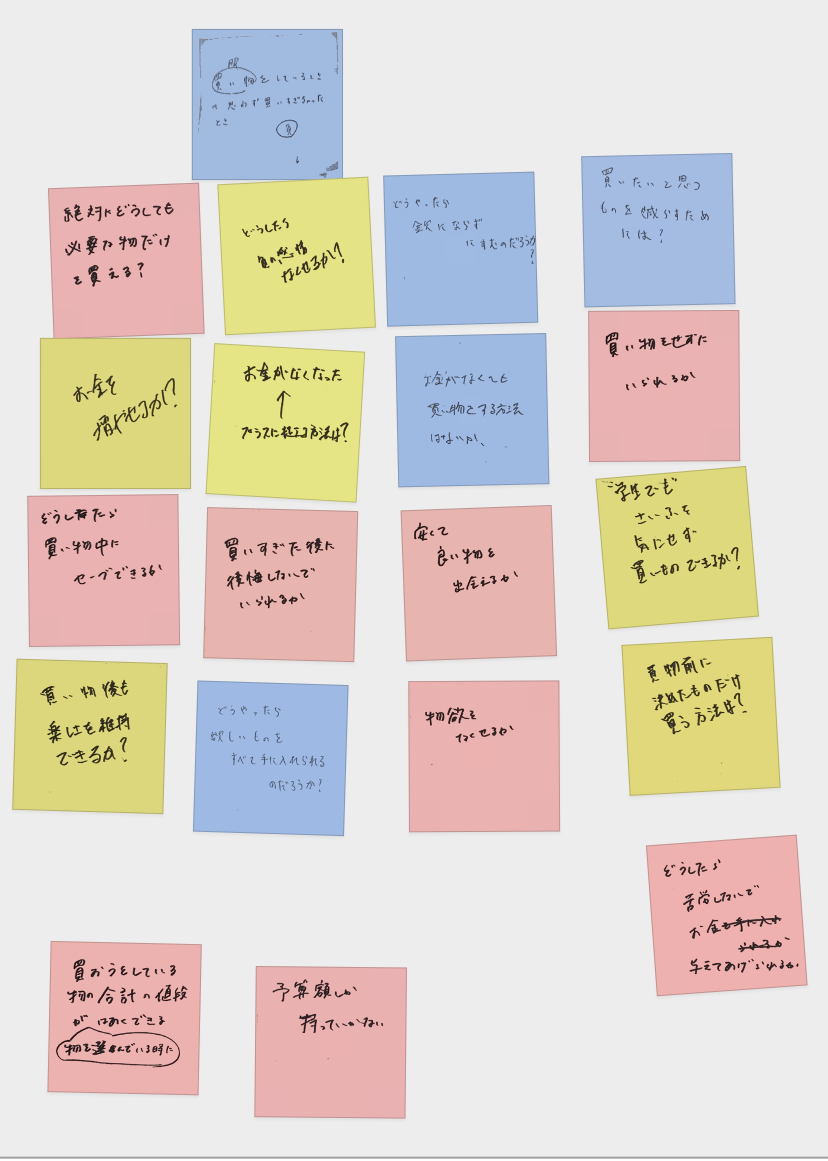 服
買い物をしているとき
の思わず買いすぎちゃった
とき
負
↓
絶対にどうしても
必要な物だけ
を買える?
どうしたら
負の感情
なくせるか!?
どうやったら
欲にならず
にすむのだろうか
?
買いたいと思う
ものを減らすため
には?
お金を
増やせるか!?
お金がなくなった
↑
プラスに捉える方法は?
お金がなくても
買い物をする方法
はないか、
買い物をせずに
いられるか
どうしたら
買い物中に
セーブできるか
買いすぎた後に
後悔しないで
いられるか
安くて
良い物を
出会えるか
学生でも
さいふを
気にせず
買いものできるか?
買い物後も
楽しさを維持
できるか?
どうやったら
欲しいものを
すべて手に入れられる
のだろうか?
物欲を
なくせるか
買物前に
決めたものだけ
買う方法は?
どうしたら
苦労しないで
お金を手に入れ
られるか
与えてあげられるか
買おうをしている
物の合計の値段
がはあくできる
物を選んでいる時に
予算額しか
持っていかない